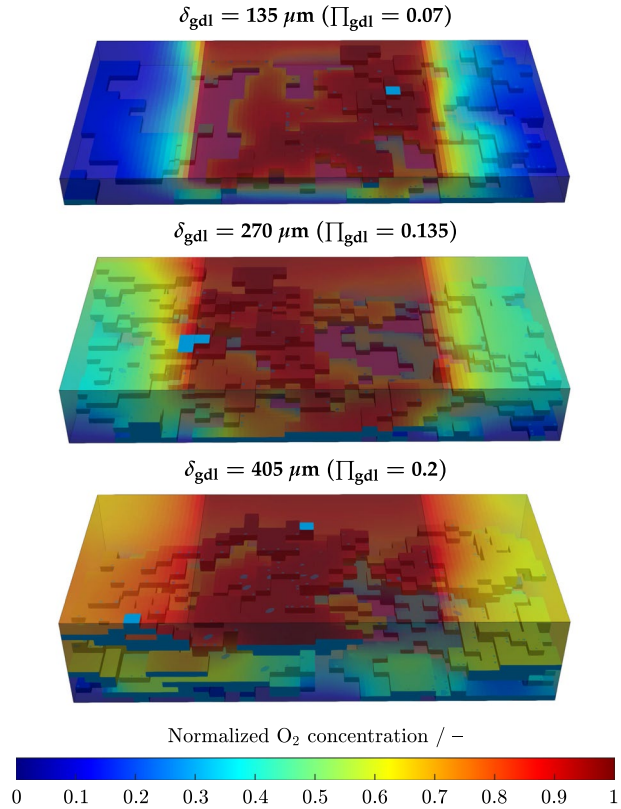 δgdl = 135 μm (∏gdl = 0.07)
δgdl = 270 μm (∏gdl = 0.135)
δgdl = 405 μm (∏gdl = 0.2)
Normalized O₂ concentration / –
0 0.1 0.2 0.3 0.4 0.5 0.6 0.7 0.8 0.9 1